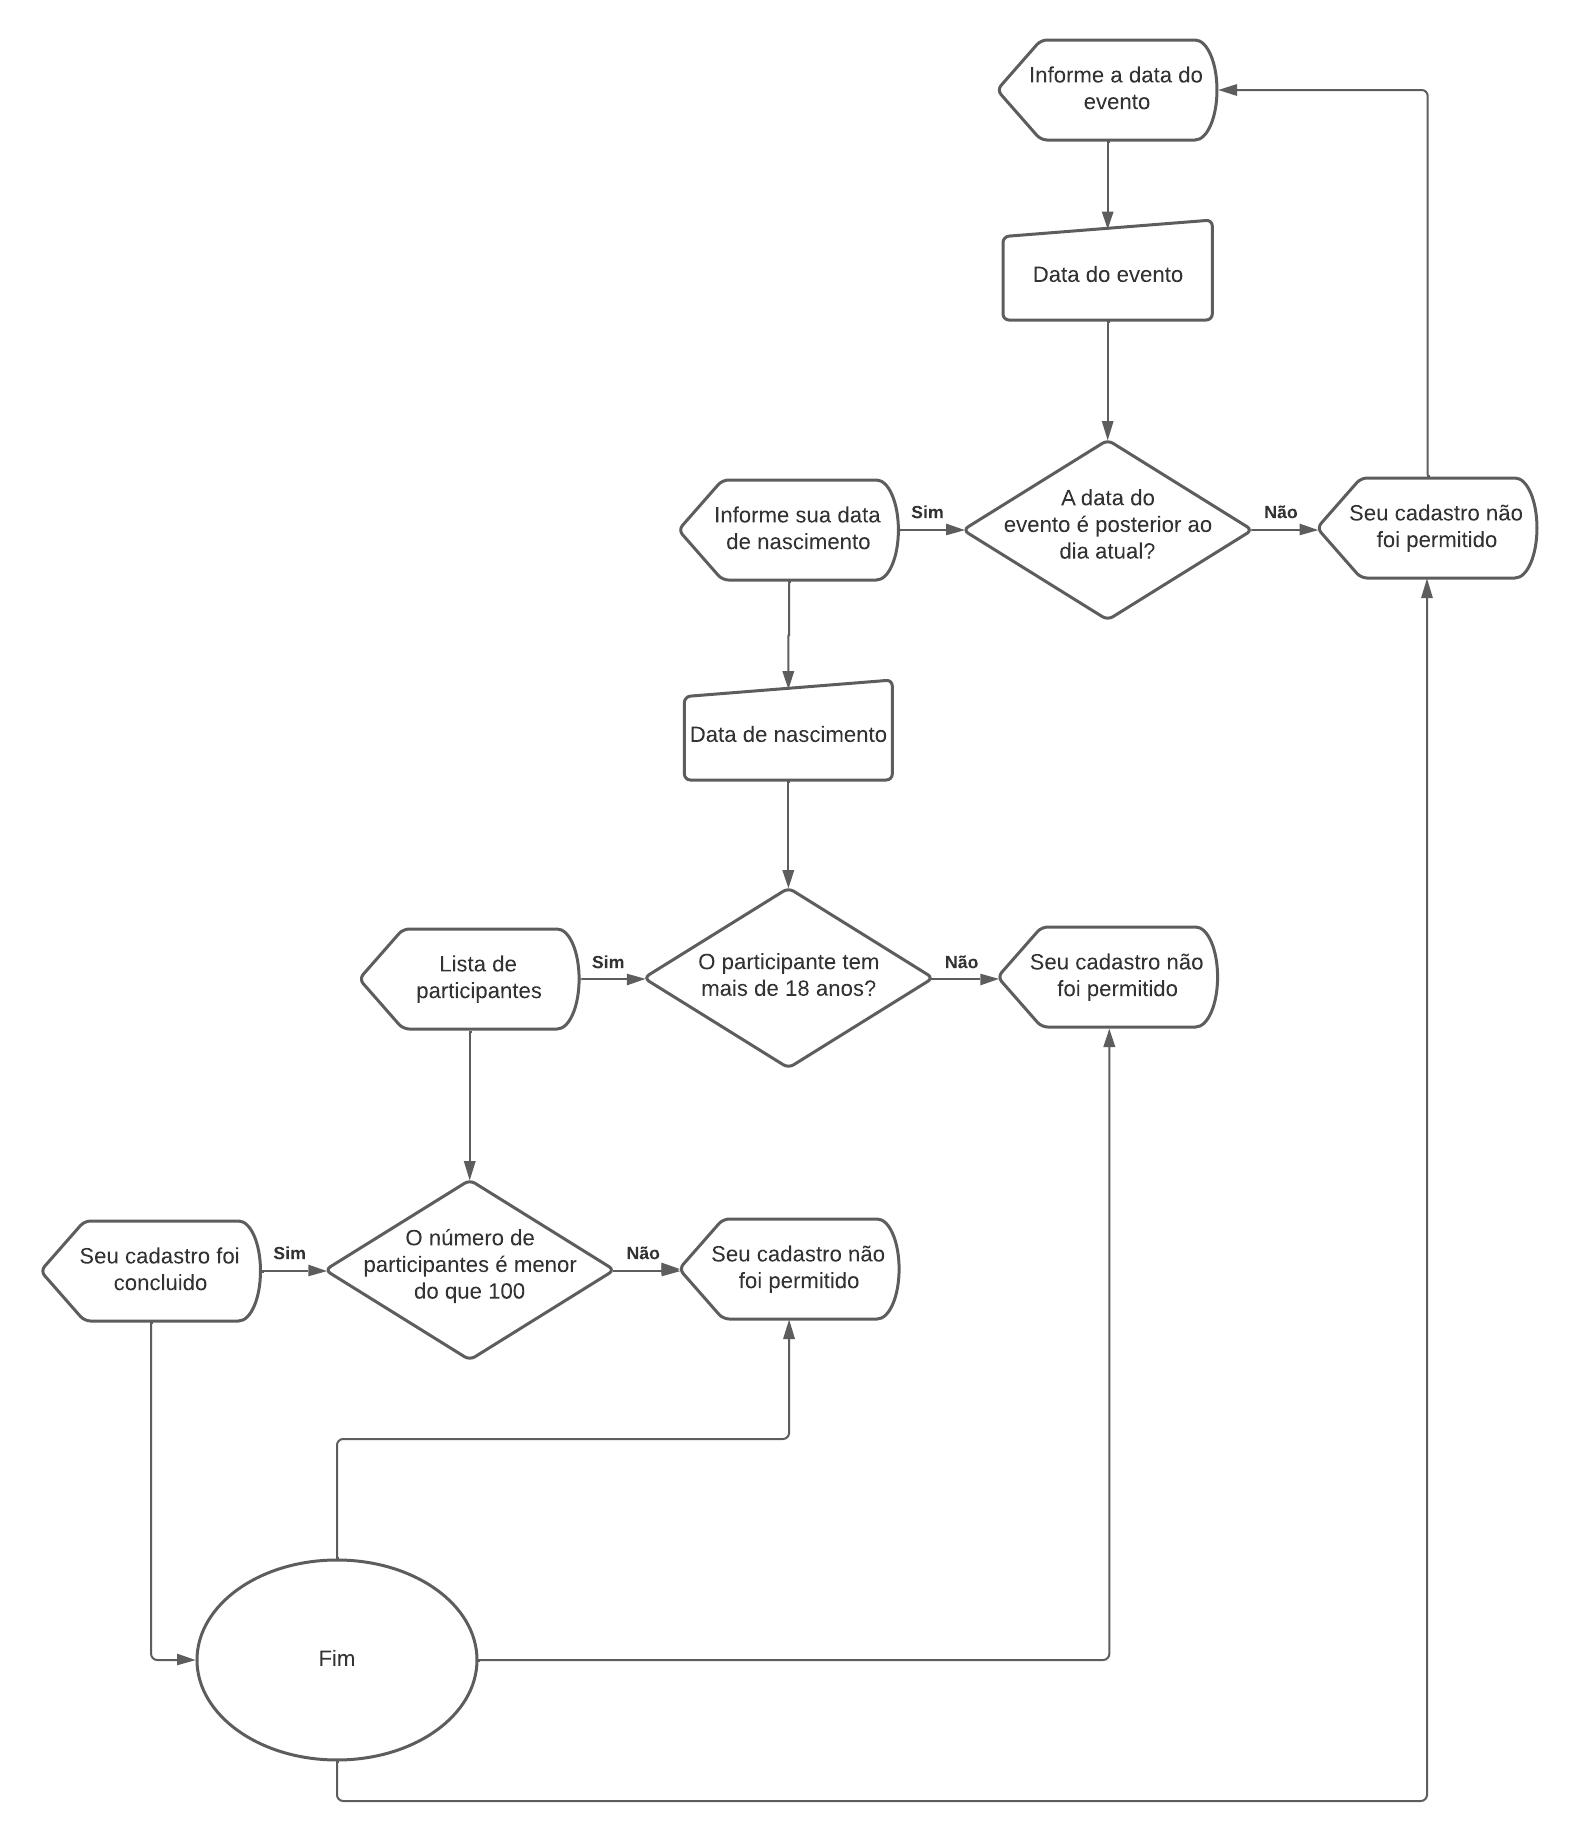 Informe a data do
evento
Data do evento
Informe sua data
de nascimento
Sim
A data do
evento é posterior ao
dia atual?
Não
Seu cadastro não
foi permitido
Data de nascimento
Lista de
participantes
Sim
O participante tem
mais de 18 anos?
Não
Seu cadastro não
foi permitido
Seu cadastro foi
concluido
Sim
O número de
participantes é menor
do que 100
Não
Seu cadastro não
foi permitido
Fim